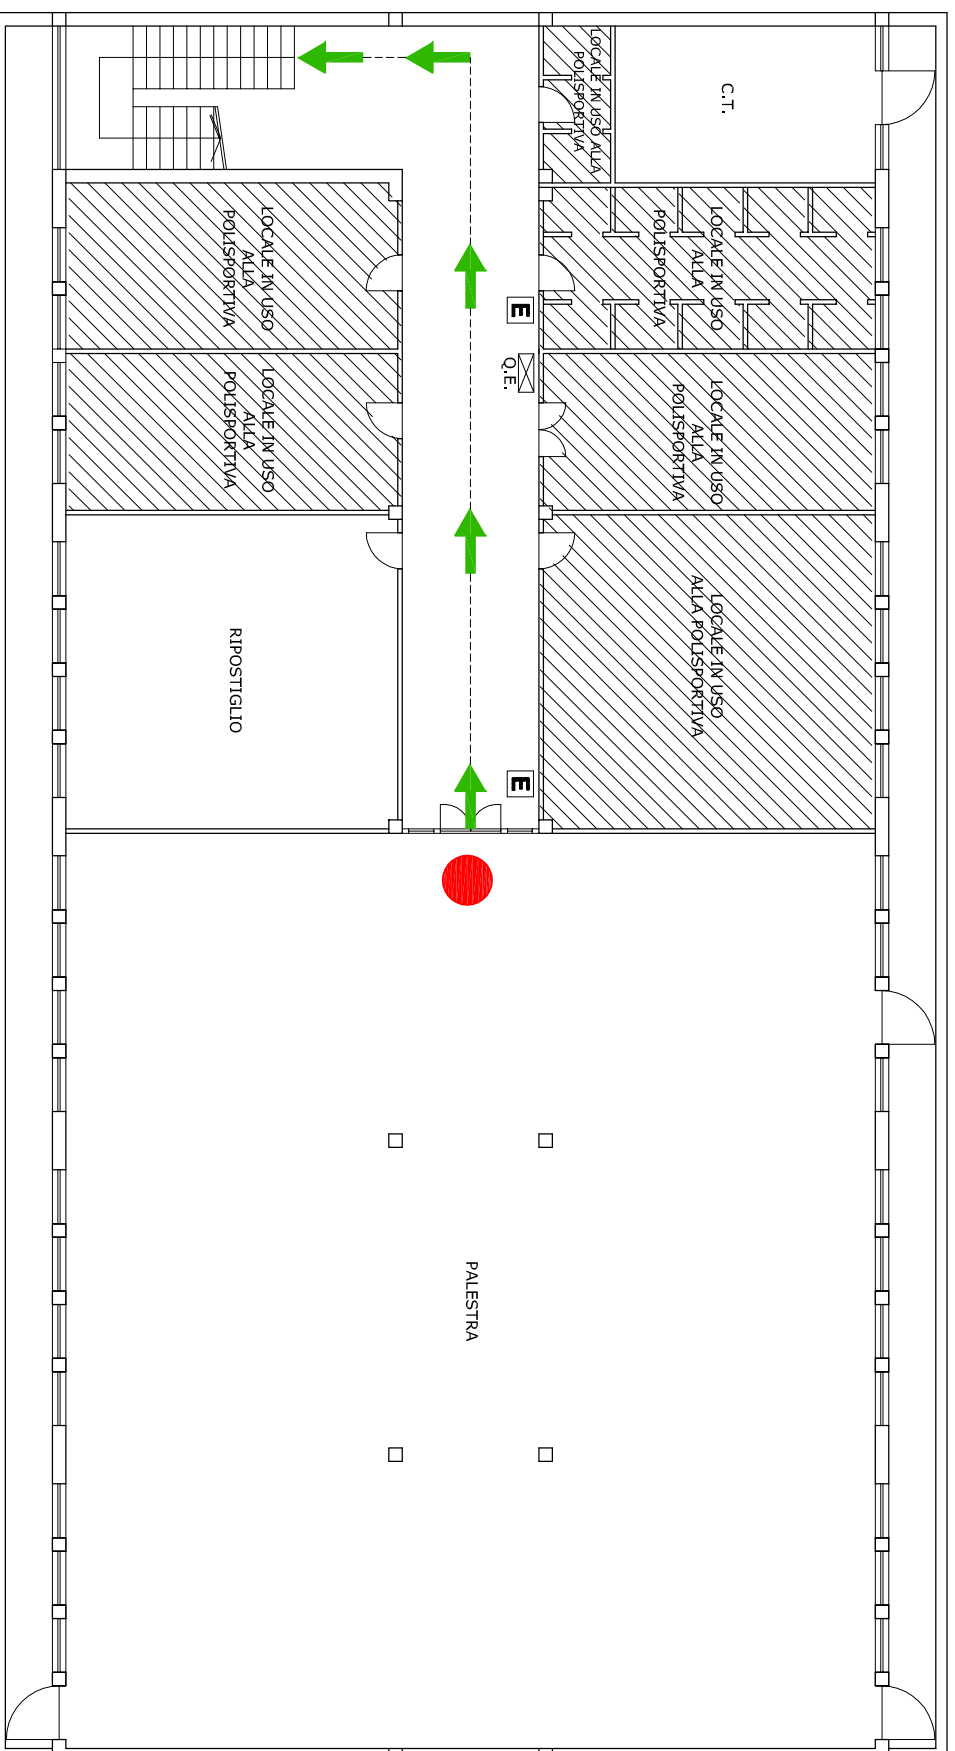 C.T.
LOCALE IN USO ALLA
POLISPORTIVA
LOCALE IN USO
ALLA
POLISPORTIVA
LOCALE IN USO
ALLA
POLISPORTIVA
LOCALE IN USO
ALLA POLISPORTIVA
E
Q.E.
E
LOCALE IN USO
ALLA
POLISPORTIVA
LOCALE IN USO
ALLA
POLISPORTIVA
RIPOSTIGLIO
PALESTRA